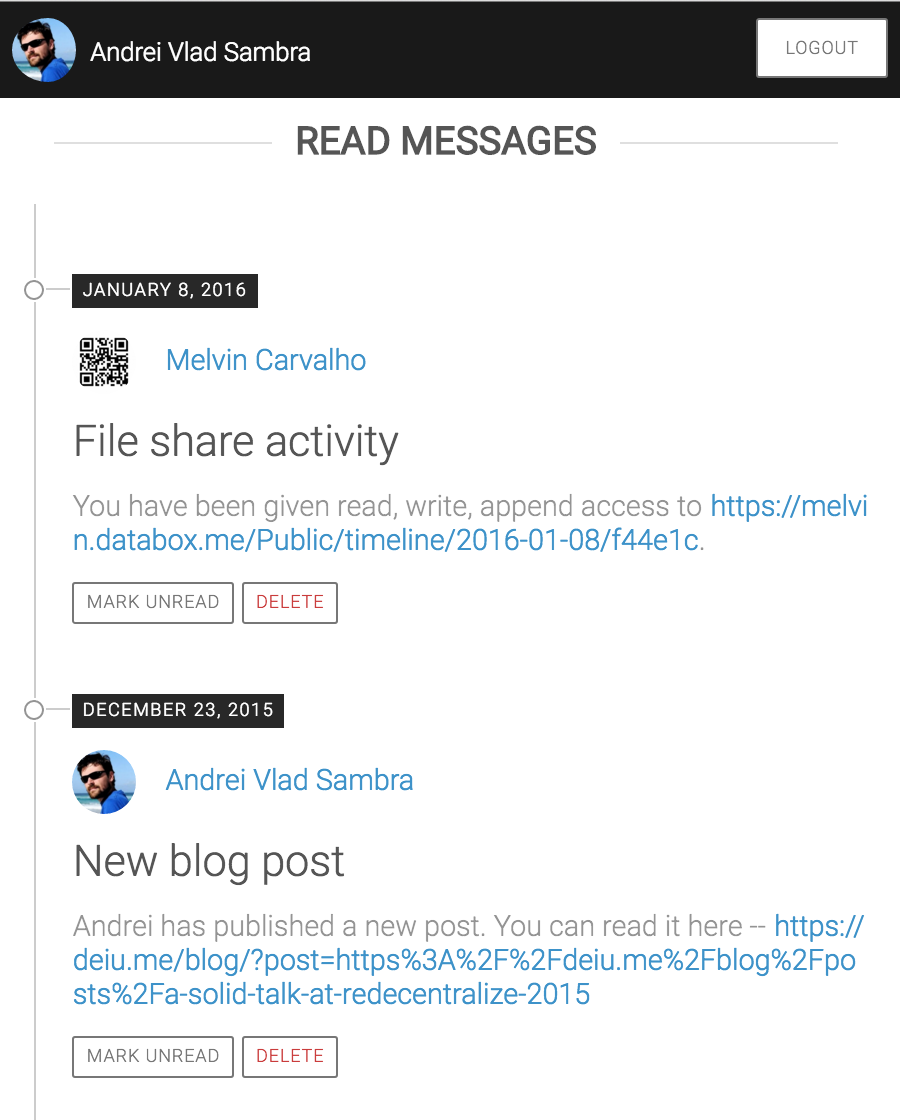 Andrei Vlad Sambra
LOGOUT
READ MESSAGES
JANUARY 8, 2016
Melvin Carvalho
File share activity
You have been given read, write, append access to https://melvi
n.databox.me/Public/timeline/2016-01-08/f44e1c.
MARK UNREAD DELETE
DECEMBER 23, 2015
Andrei Vlad Sambra
New blog post
Andrei has published a new post. You can read it here -- https://
deiu.me/blog/?post=https%3A%2F%2Fdeiu.me%2Fblog%2Fpo
sts%2Fa-solid-talk-at-redecentralize-2015
MARK UNREAD DELETE